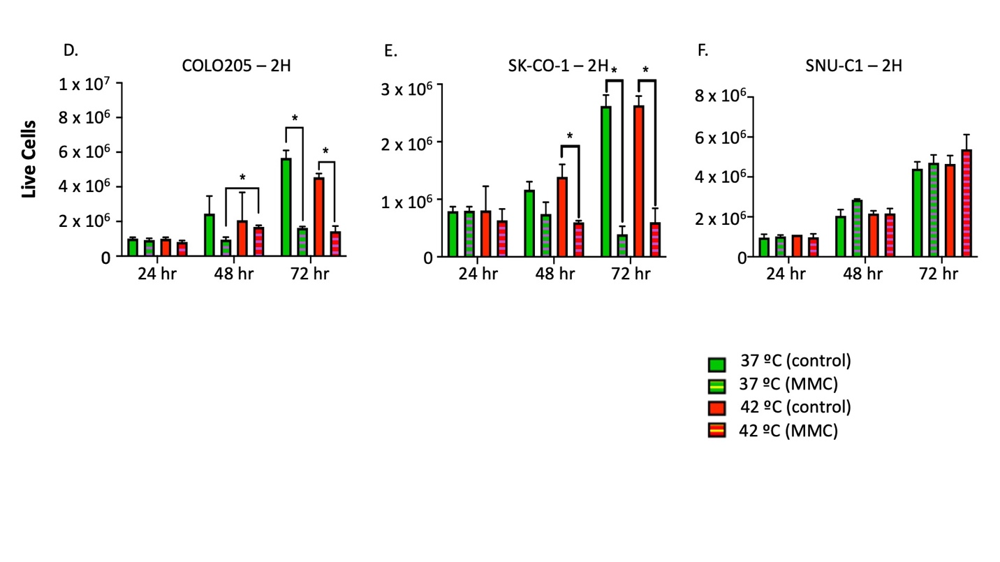 D.
COLO205 – 2H
Live Cells
1 x 10⁷
8 x 10⁶
6 x 10⁶
4 x 10⁶
2 x 10⁶
0
*
*
*
24 hr 48 hr 72 hr
E.
SK-CO-1 – 2H
3 x 10⁶
2 x 10⁶
1 x 10⁶
0
*
*
*
24 hr 48 hr 72 hr
F.
SNU-C1 – 2H
8 x 10⁶
6 x 10⁶
4 x 10⁶
2 x 10⁶
0
24 hr 48 hr 72 hr
37 ºC (control)
37 ºC (MMC)
42 ºC (control)
42 ºC (MMC)